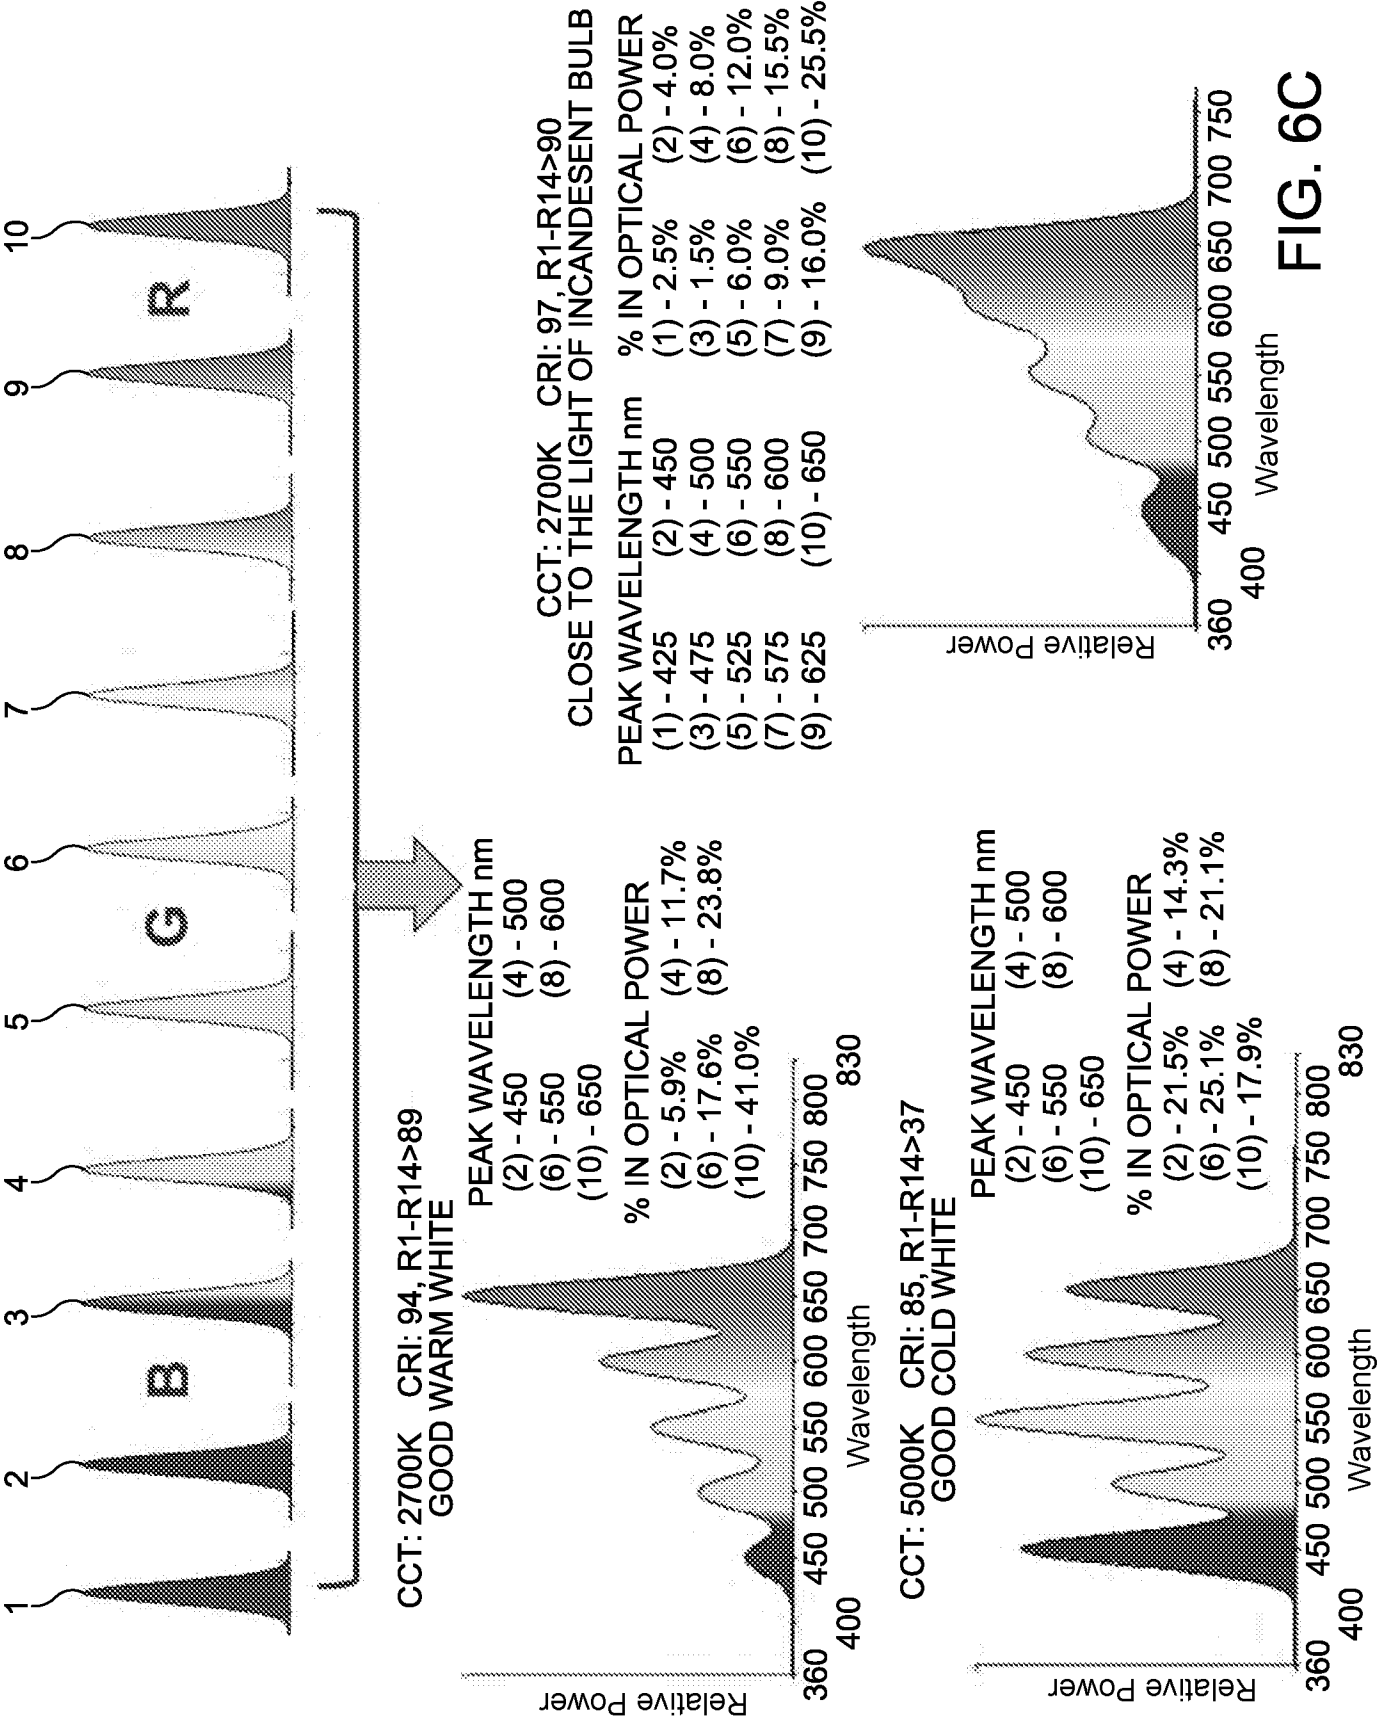 1 2 3 4 5 6 7 8 9 10
B G R
CCT: 2700K CRI: 94, R1-R14>89
GOOD WARM WHITE
PEAK WAVELENGTH nm
(2) - 450 (4) - 500
(6) - 550 (8) - 600
(10) - 650
% IN OPTICAL POWER
(2) - 5.9% (4) - 11.7%
(6) - 17.6% (8) - 23.8%
(10) - 41.0%
Relative Power
360 450 500 550 600 650 700 750 800
400 830
Wavelength
CCT: 5000K CRI: 85, R1-R14>37
GOOD COLD WHITE
PEAK WAVELENGTH nm
(2) - 450 (4) - 500
(6) - 550 (8) - 600
(10) - 650
% IN OPTICAL POWER
(2) - 21.5% (4) - 14.3%
(6) - 25.1% (8) - 21.1%
(10) - 17.9%
Relative Power
360 450 500 550 600 650 700 750 800
400 830
Wavelength
CCT: 2700K CRI: 97, R1-R14>90
CLOSE TO THE LIGHT OF INCANDESENT BULB
PEAK WAVELENGTH nm % IN OPTICAL POWER
(1) - 425 (2) - 450 (1) - 2.5% (2) - 4.0%
(3) - 475 (4) - 500 (3) - 1.5% (4) - 8.0%
(5) - 525 (6) - 550 (5) - 6.0% (6) - 12.0%
(7) - 575 (8) - 600 (7) - 9.0% (8) - 15.5%
(9) - 625 (10) - 650 (9) - 16.0% (10) - 25.5%
Relative Power
360 450 500 550 600 650 700 750
400
Wavelength
FIG. 6C